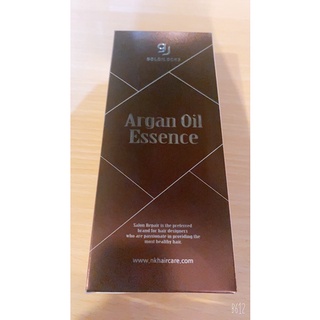 Argan Oil
Essence
Repair is the preferred
brand for hair designers
who are passionate in providing the
most healthy hair
www.nkhaircare.com